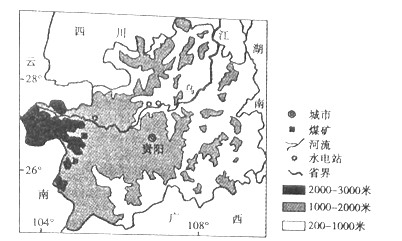 四 川 江 湖
云
28°
乌
南
贵阳
26°
南
广 西
104° 108°
城市
煤矿
河流
水电站
省界
2000-3000米
1000-2000米
200-1000米